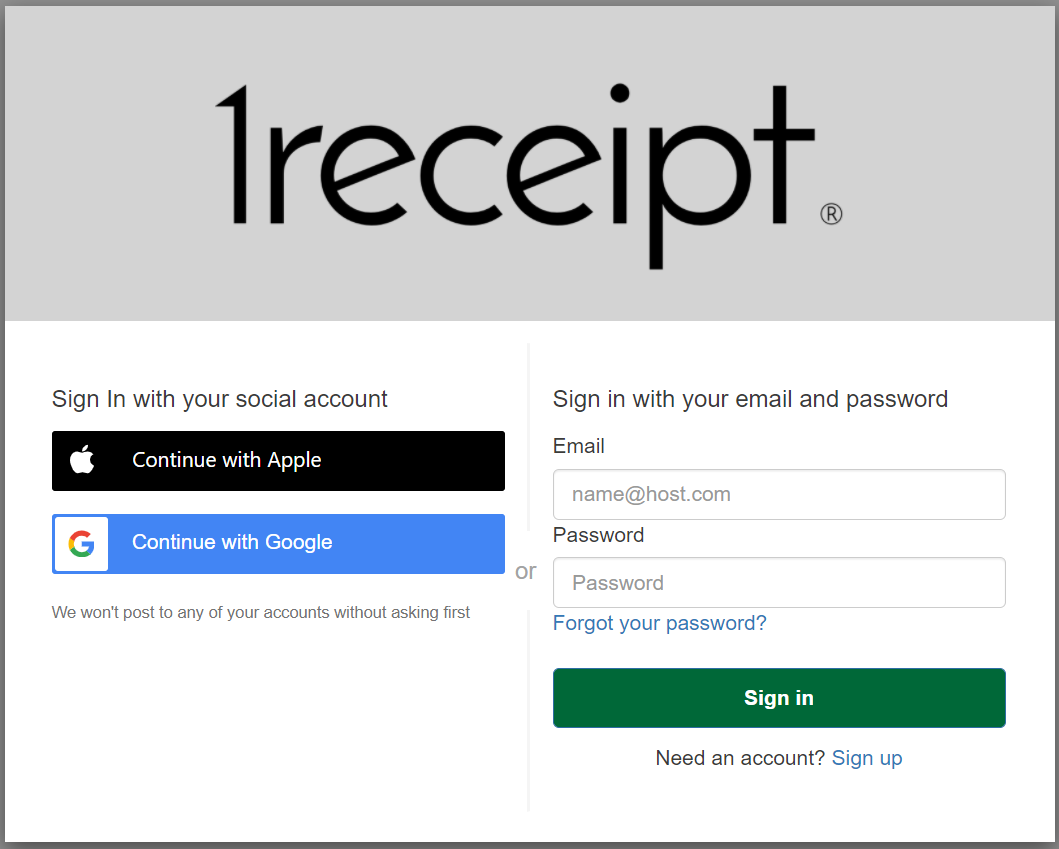 1receipt ®
Sign In with your social account
Continue with Apple
Continue with Google
We won't post to any of your accounts without asking first
or
Sign in with your email and password
Email
name@host.com
Password
Password
Forgot your password?
Sign in
Need an account? Sign up